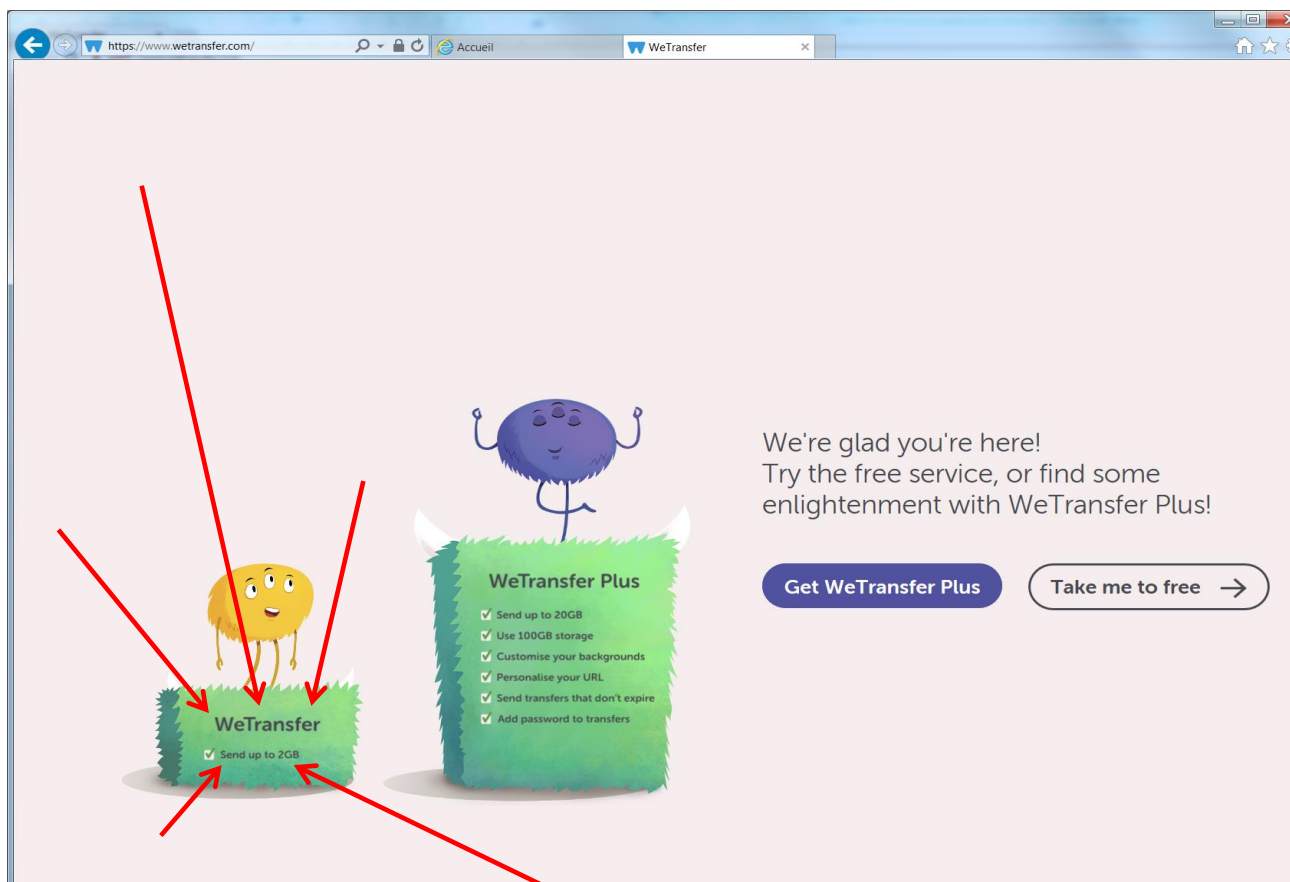 https://www.wetransfer.com/
Accueil
WeTransfer
We're glad you're here!
Try the free service, or find some
enlightenment with WeTransfer Plus!
Get WeTransfer Plus
Take me to free
WeTransfer Plus
Send up to 20GB
Use 100GB storage
Customise your backgrounds
Personalise your URL
Send transfers that don't expire
Add password to transfers
WeTransfer
Send up to 2GB